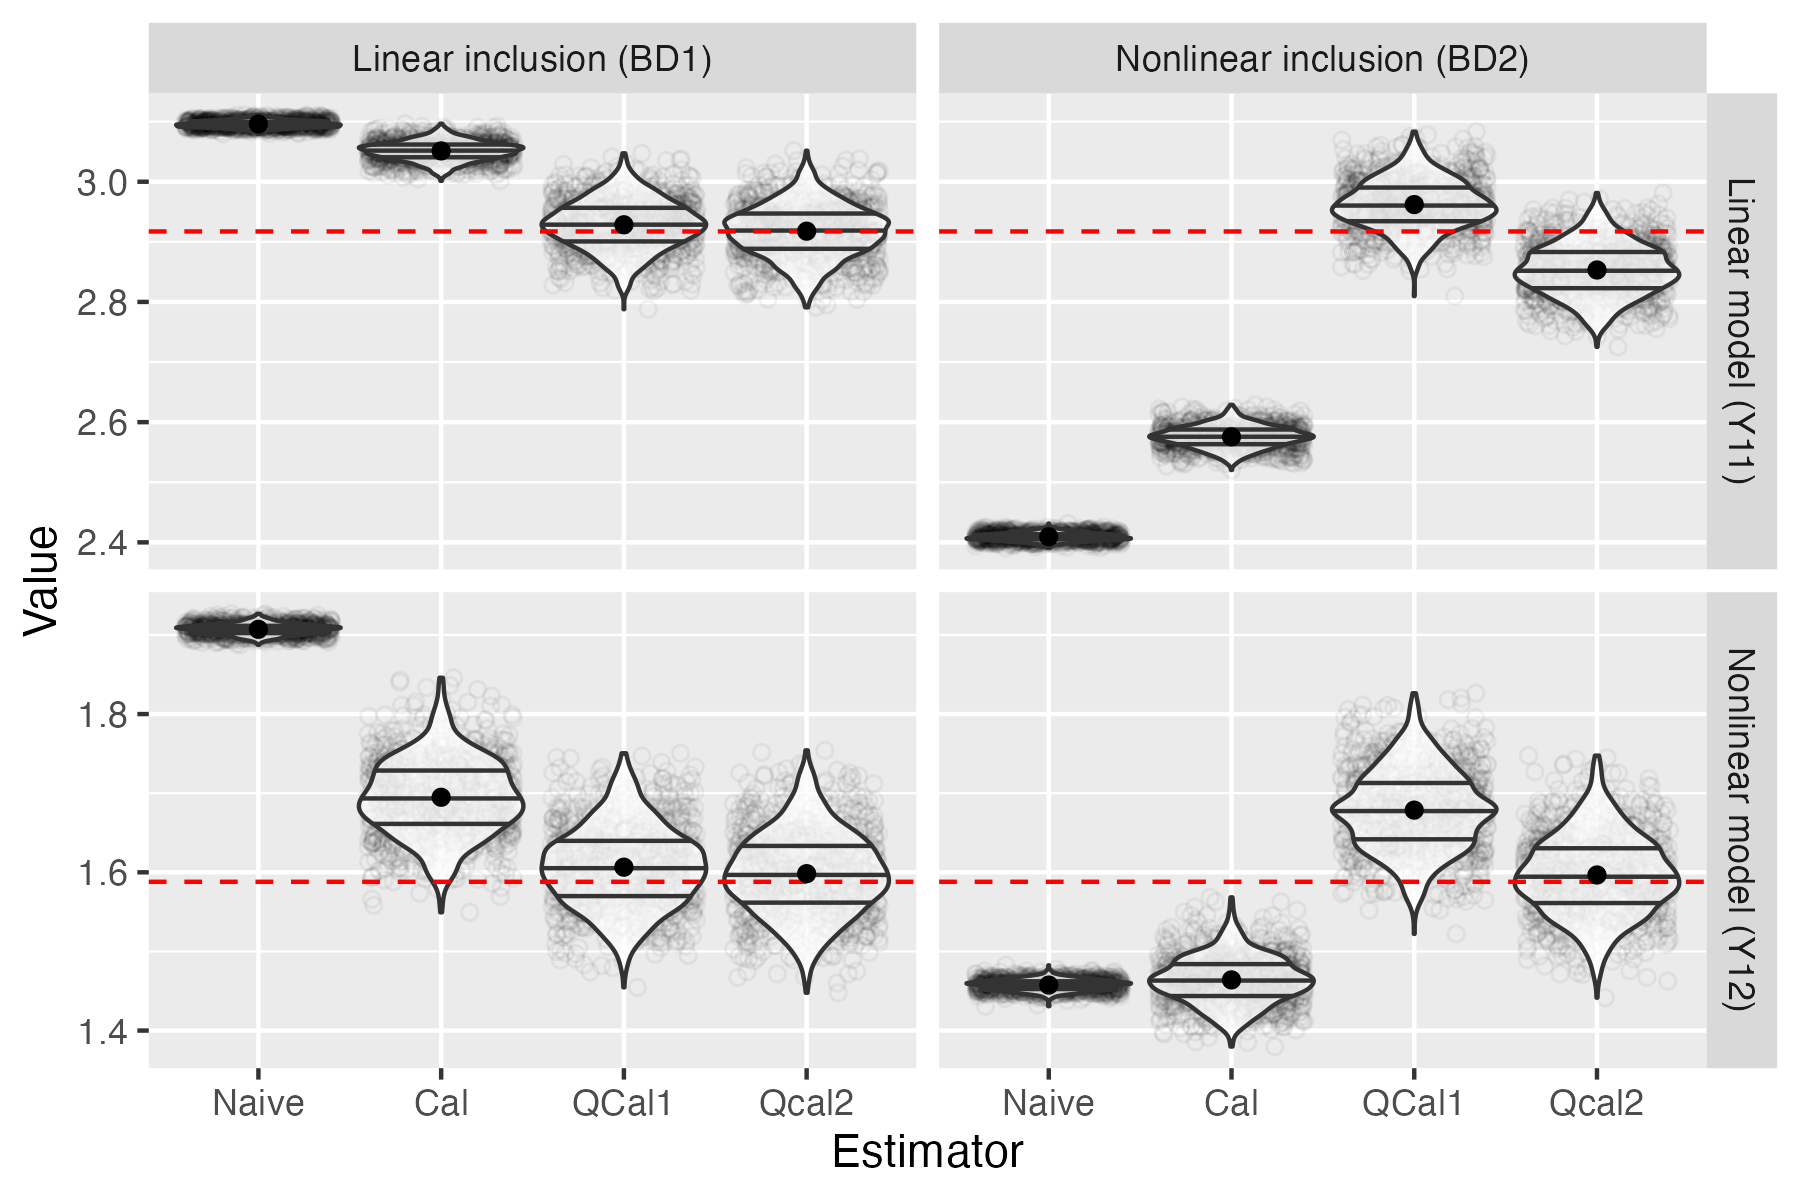 Linear inclusion (BD1)
Nonlinear inclusion (BD2)
3.0
2.8
2.6
2.4
Linear model (Y11)
Value
1.8
1.6
1.4
Nonlinear model (Y12)
Naive
Cal
QCal1
Qcal2
Naive
Cal
QCal1
Qcal2
Estimator